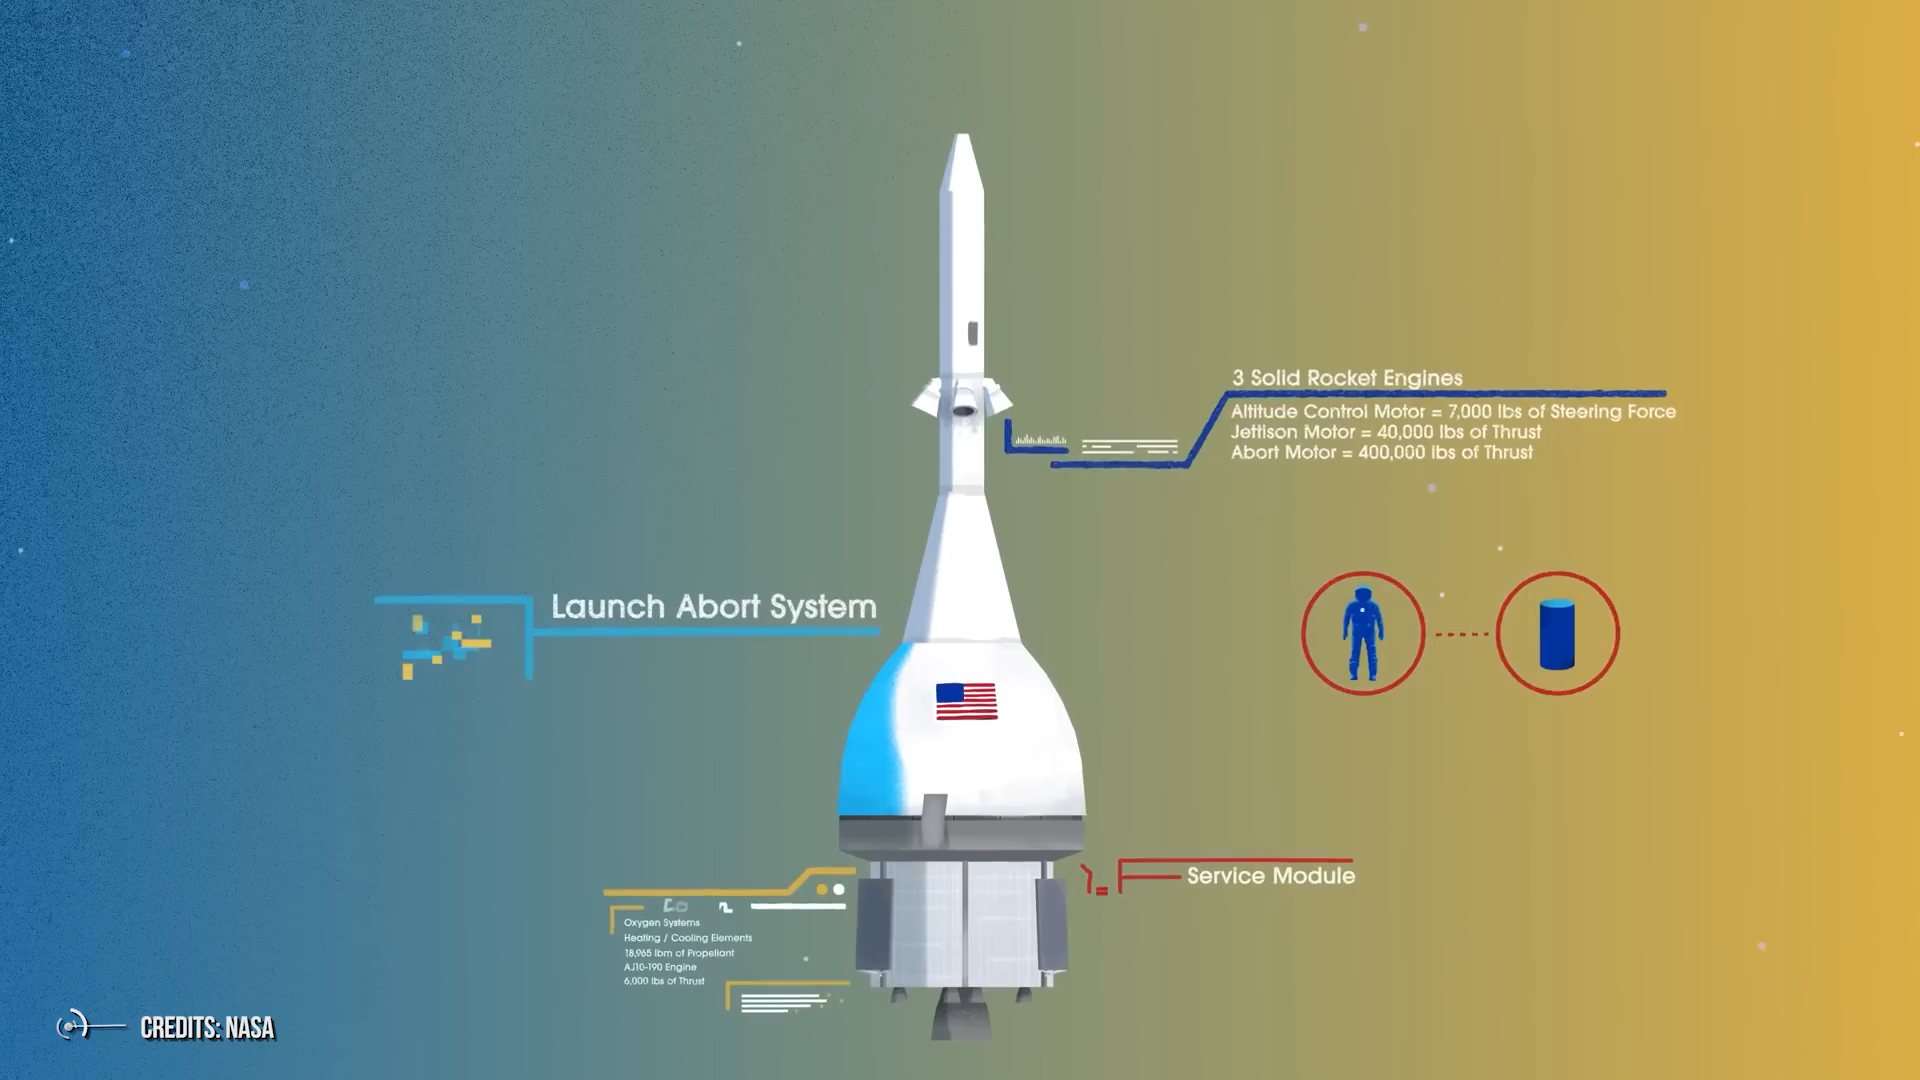 3 Solid Rocket Engines
Altitude Control Motor = 7,000 lbs of Steering Force
Jettison Motor = 40,000 lbs of Thrust
Abort Motor = 400,000 lbs of Thrust
Launch Abort System
Service Module
Oxygen Systems
Heating / Cooling Elements
18,965 lbm of Propellant
AJ10-190 Engine
6,000 lbs of Thrust
CREDITS: NASA